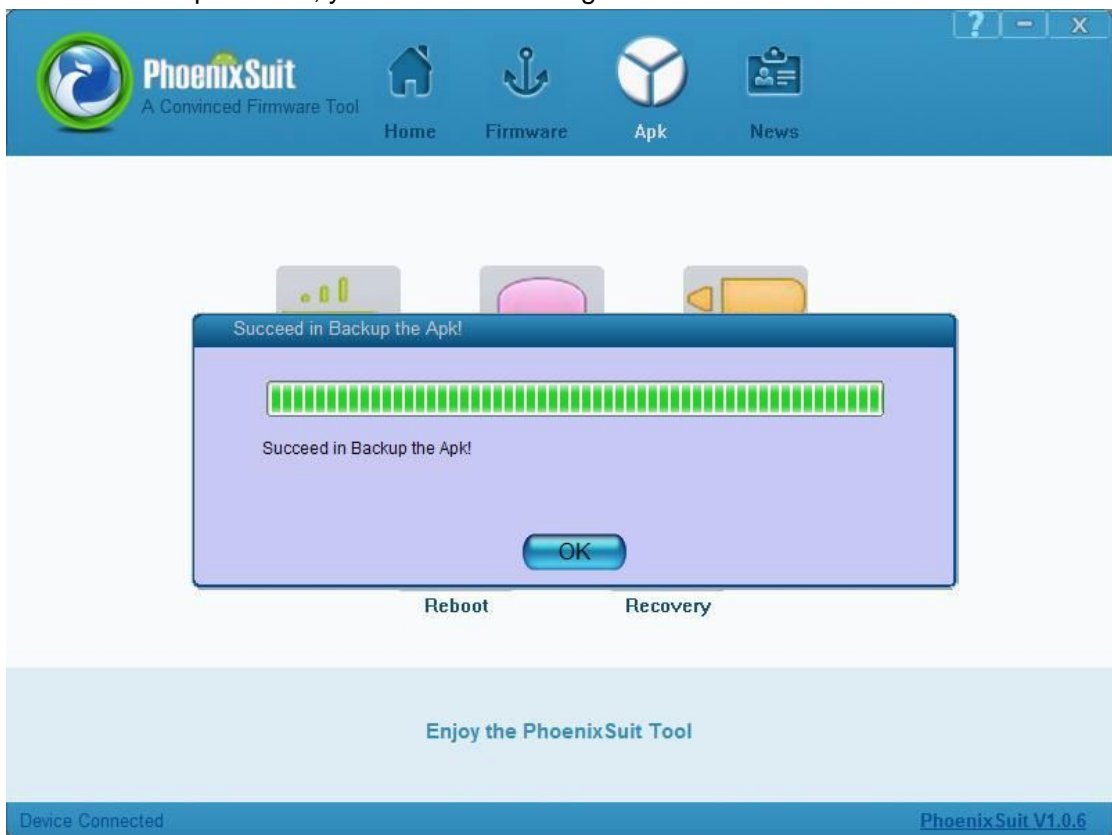 ? - x
PhoenixSuit
A Convinced Firmware Tool
Home Firmware Apk News
Succeed in Backup the Apk!
Succeed in Backup the Apk!
OK
Reboot Recovery
Enjoy the PhoenixSuit Tool
Device Connected PhoenixSuit V1.0.6